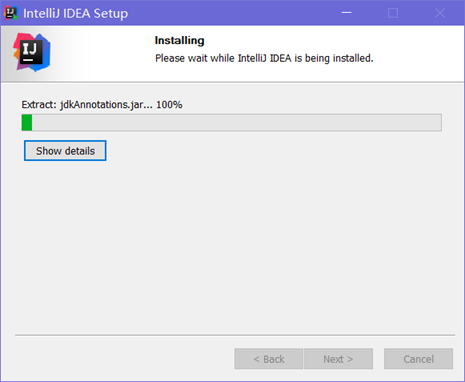 IntelliJ IDEA Setup
IJ
Installing
Please wait while IntelliJ IDEA is being installed.
Extract: jdkAnnotations.jar... 100%
Show details
< Back
Next >
Cancel